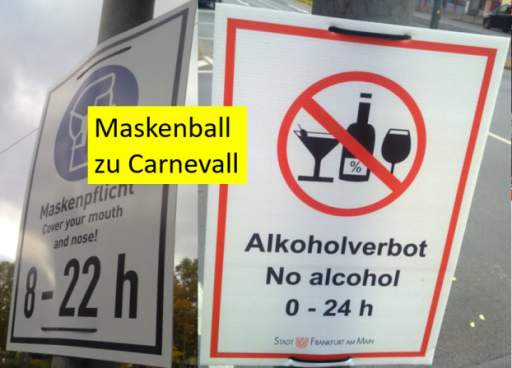 Maskenball
zu Carnevall
Maskenpflicht
Cover your mouth
and nose!
8 - 22 h
%
Alkoholverbot
No alcohol
0 - 24 h
STADT FRANKFURT AM MAIN